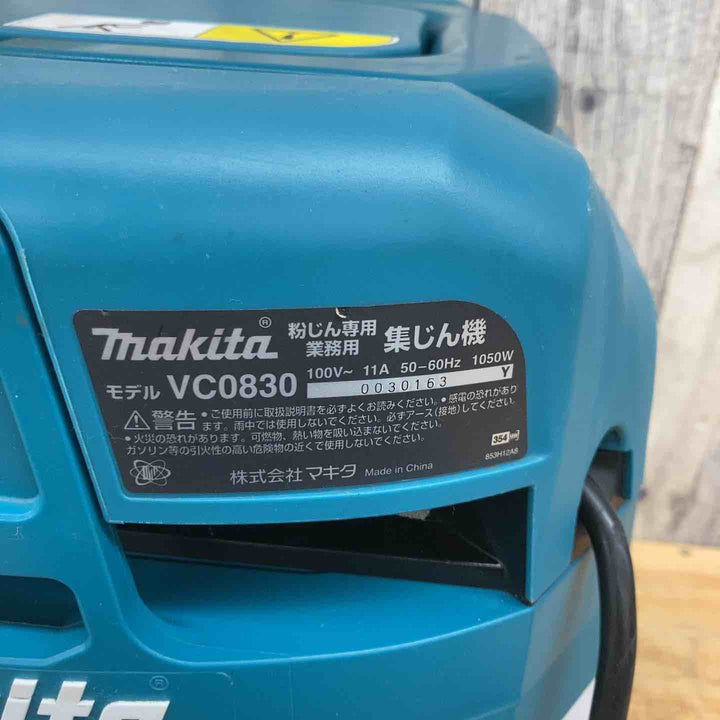 makita®
粉じん専用
業務用
集じん機
モデル VC0830
100V~ 11A 50-60Hz 1050W
0030163 Y
⚠警告
・ご使用前に取扱説明書を必ずよくお読みください。・感電の恐れがあり
ます。雨中では使用しないでください。必ずアース(接地)してください。
・火災の恐れがあります。可燃物、熱い物を吸い込まないでください。
ガソリン等の引火性の高い危険物の近くで使用しないでください。
株式会社マキタ Made in China
354
853H12A8